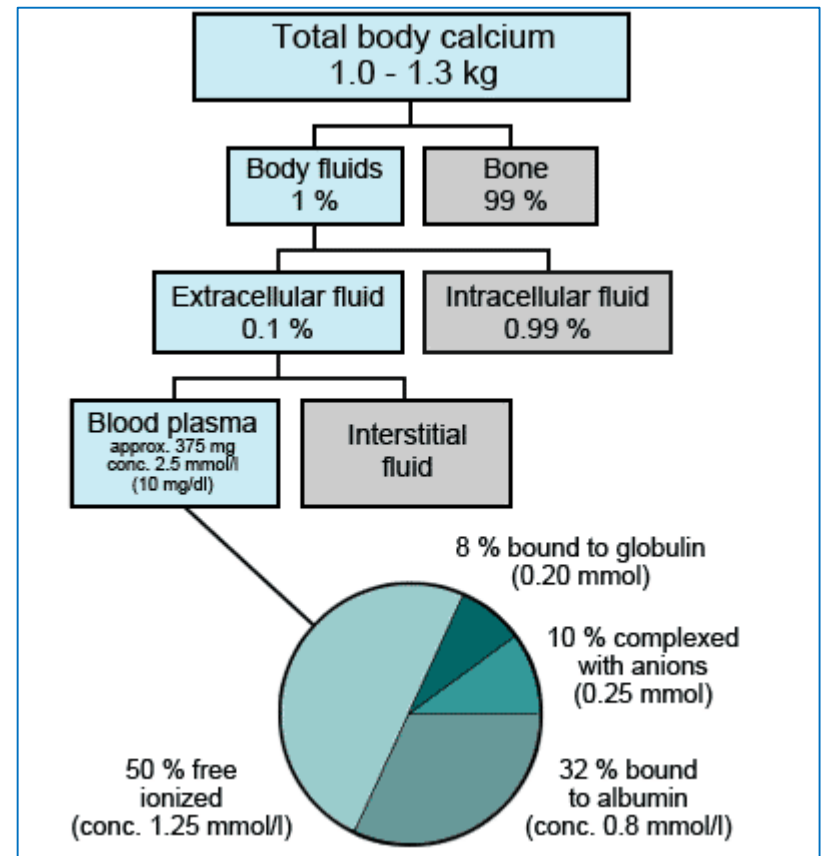 Total body calcium
1.0 - 1.3 kg
Body fluids
1 %
Bone
99 %
Extracellular fluid
0.1 %
Intracellular fluid
0.99 %
Blood plasma
approx. 375 mg
conc. 2.5 mmol/l
(10 mg/dl)
Interstitial
fluid
8 % bound to globulin
(0.20 mmol)
10 % complexed
with anions
(0.25 mmol)
50 % free
ionized
(conc. 1.25 mmol/l)
32 % bound
to albumin
(conc. 0.8 mmol/l)